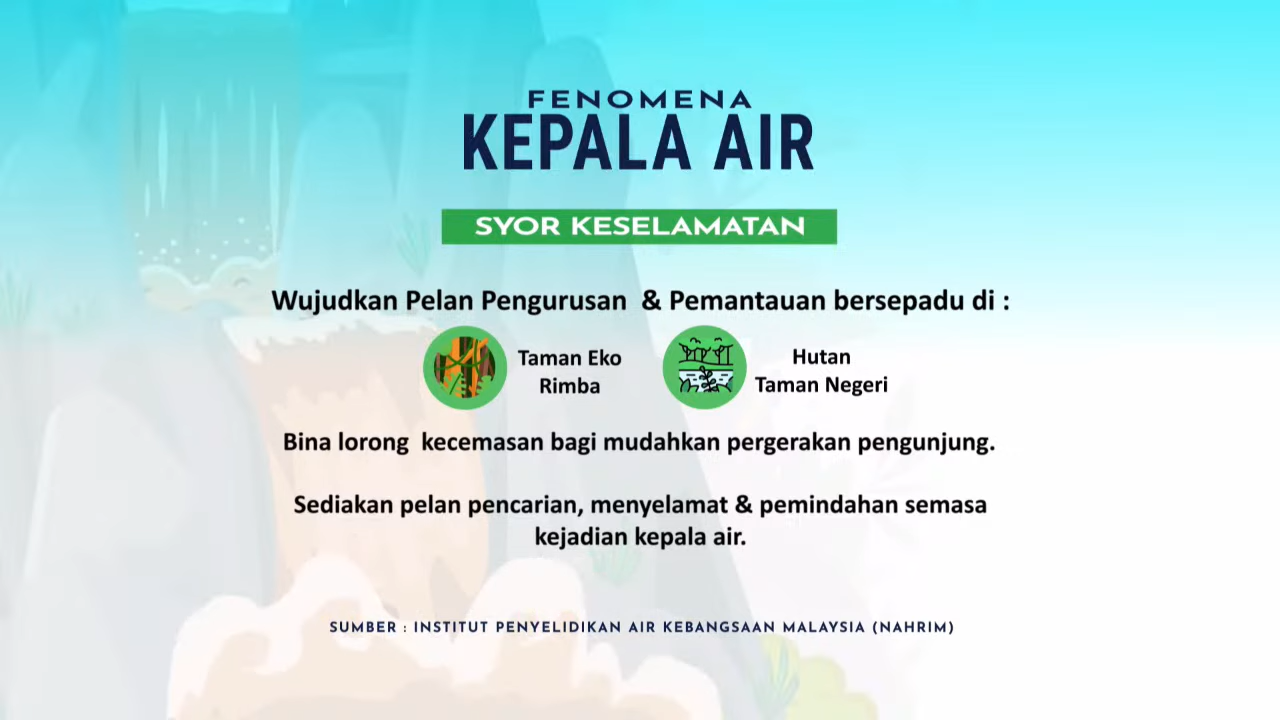 FENOMENA
KEPALA AIR
SYOR KESELAMATAN
Wujudkan Pelan Pengurusan & Pemantauan bersepadu di :
Taman Eko
Rimba
Hutan
Taman Negeri
Bina lorong kecemasan bagi mudahkan pergerakan pengunjung.
Sediakan pelan pencarian, menyelamat & pemindahan semasa
kejadian kepala air.
SUMBER : INSTITUT PENYELIDIKAN AIR KEBANGSAAN MALAYSIA (NAHRIM)